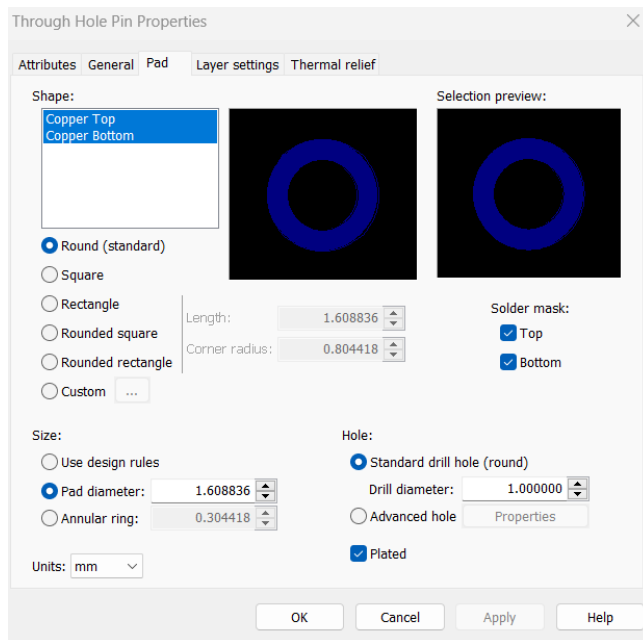 Through Hole Pin Properties
Attributes General Pad Layer settings Thermal relief
Shape:
Copper Top
Copper Bottom
Selection preview:
Round (standard)
Square
Rectangle
Rounded square
Rounded rectangle
Custom ...
Length: 1.608836
Corner radius: 0.804418
Solder mask:
Top
Bottom
Size:
Use design rules
Pad diameter: 1.608836
Annular ring: 0.304418
Units: mm
Hole:
Standard drill hole (round)
Drill diameter: 1.000000
Advanced hole Properties
Plated
OK Cancel Apply Help